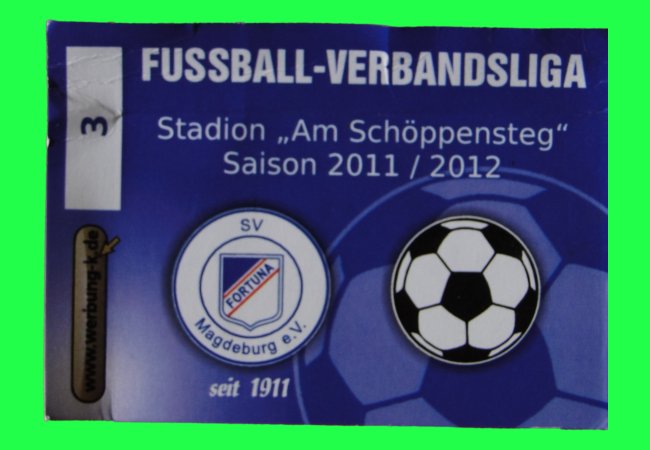 FUSSBALL-VERBANDSLIGA
Stadion „Am Schöppensteg“
Saison 2011 / 2012
3
www.werbung-k.de
SV
FORTUNA
Magdeburg e.V.
seit 1911